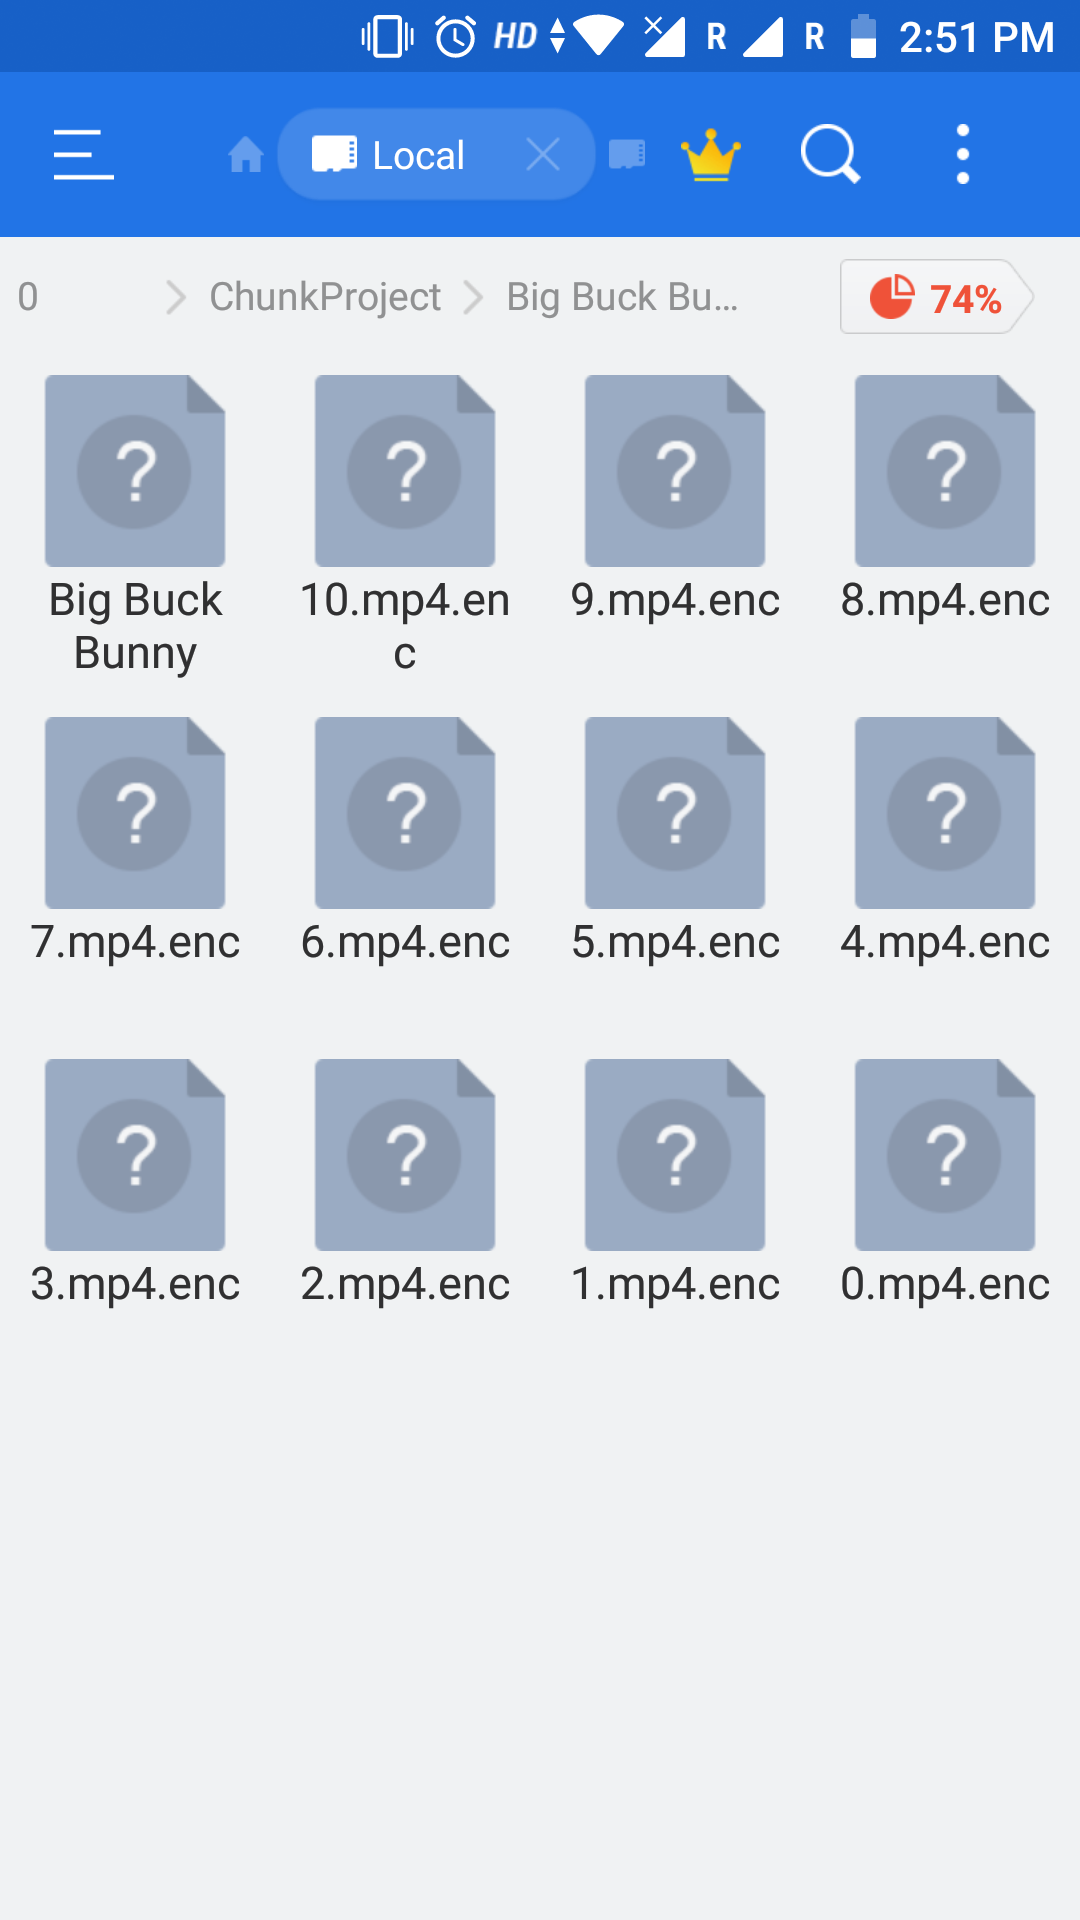 HD R R 2:51 PM
Local
0 ChunkProject Big Buck Bu... 74%
Big Buck
Bunny
10.mp4.en
c
9.mp4.enc
8.mp4.enc
7.mp4.enc
6.mp4.enc
5.mp4.enc
4.mp4.enc
3.mp4.enc
2.mp4.enc
1.mp4.enc
0.mp4.enc